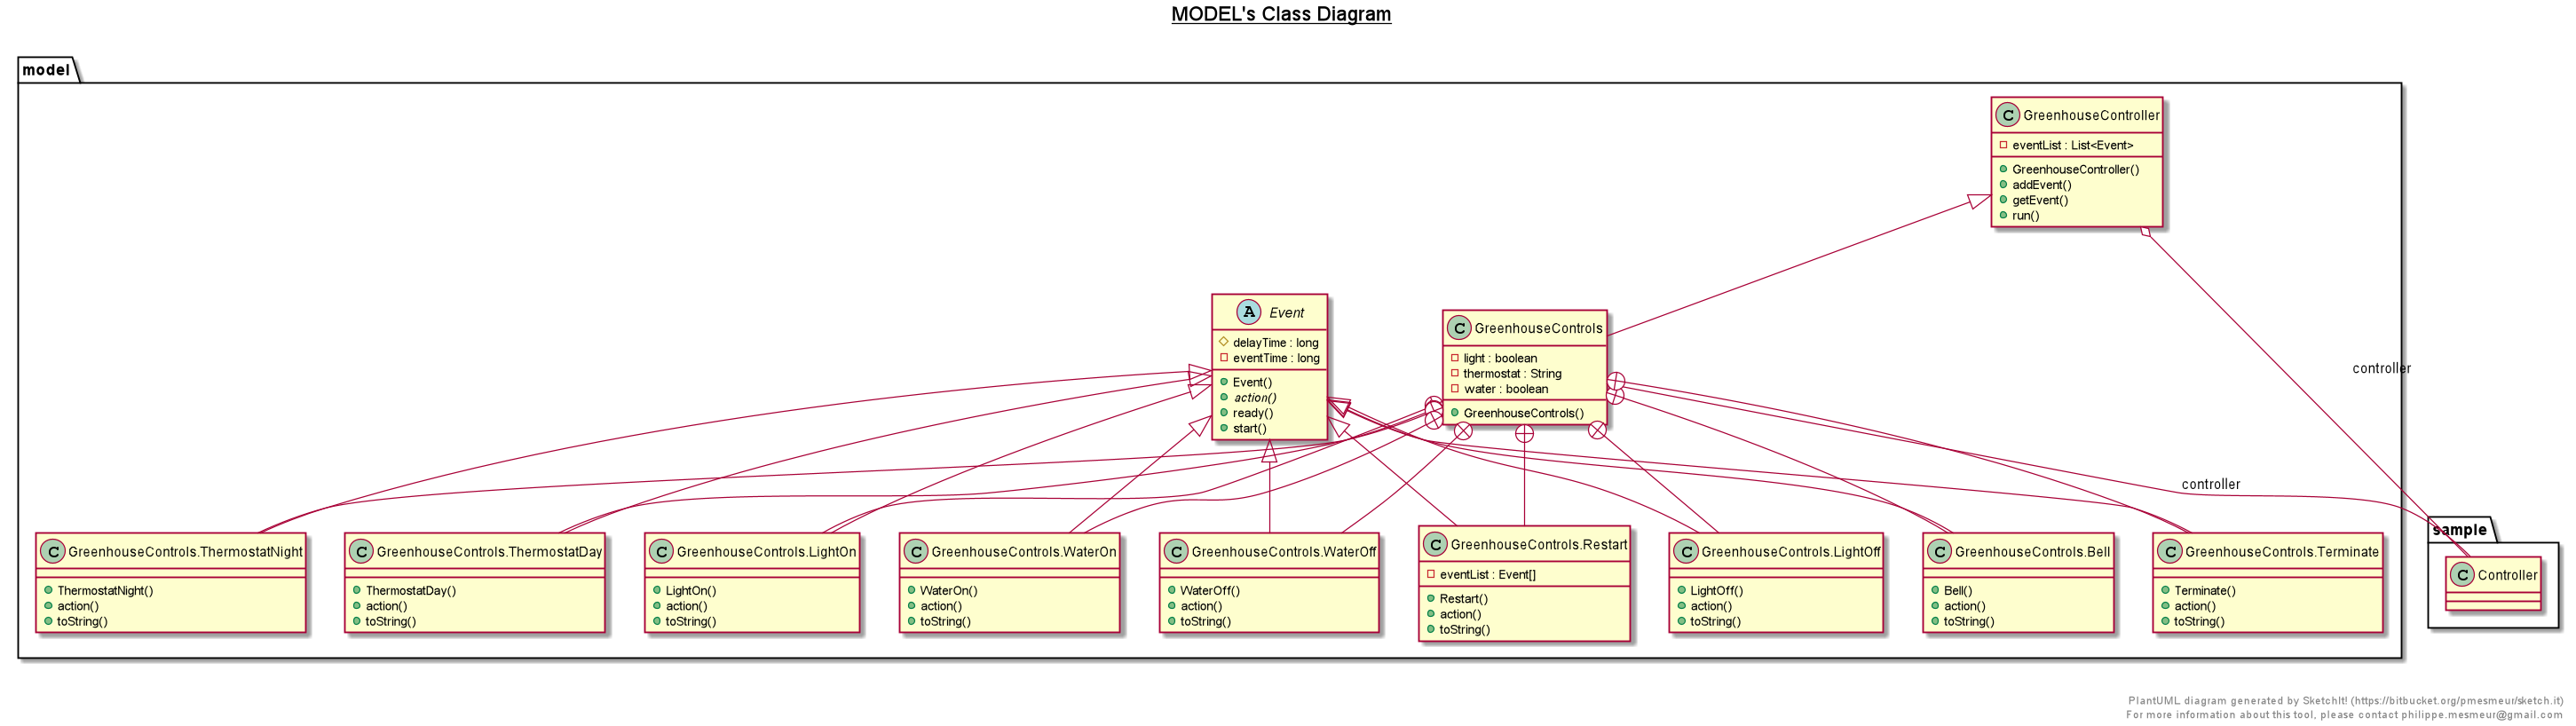 MODEL's Class Diagram
model
C GreenhouseController
eventList : List<Event>
GreenhouseController()
addEvent()
getEvent()
run()
A Event
delayTime : long
eventTime : long
Event()
action()
ready()
start()
C GreenhouseControls
light : boolean
thermostat : String
water : boolean
GreenhouseControls()
controller
controller
C GreenhouseControls.ThermostatNight
ThermostatNight()
action()
toString()
C GreenhouseControls.ThermostatDay
ThermostatDay()
action()
toString()
C GreenhouseControls.LightOn
LightOn()
action()
toString()
C GreenhouseControls.WaterOn
WaterOn()
action()
toString()
C GreenhouseControls.WaterOff
WaterOff()
action()
toString()
C GreenhouseControls.Restart
eventList : Event[]
Restart()
action()
toString()
C GreenhouseControls.LightOff
LightOff()
action()
toString()
C GreenhouseControls.Bell
Bell()
action()
toString()
C GreenhouseControls.Terminate
Terminate()
action()
toString()
sample
C Controller
PlantUML diagram generated by SketchIt! (https://bitbucket.org/pmesmeur/sketch.it)
For more information about this tool, please contact philippe.mesmeur@gmail.com